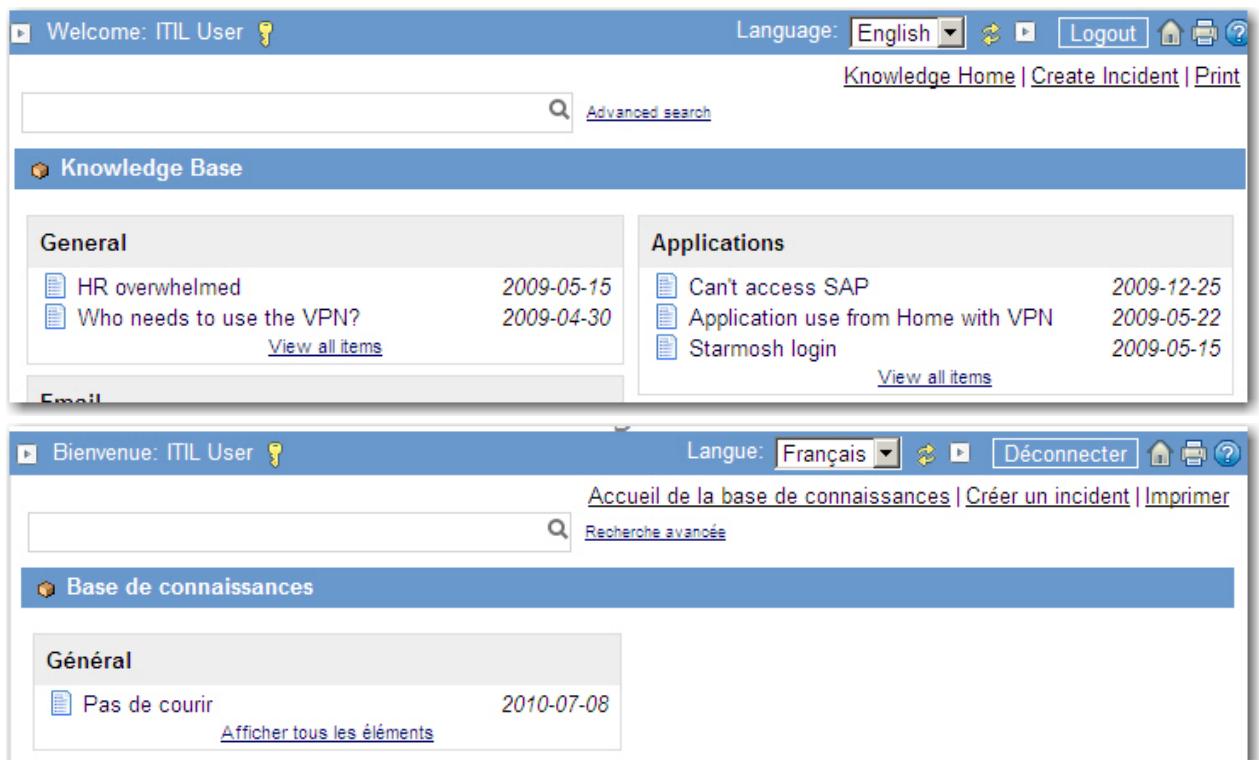 Welcome: ITIL User Language: English Logout
Knowledge Home | Create Incident | Print
Advanced search
Knowledge Base
General
HR overwhelmed 2009-05-15
Who needs to use the VPN? 2009-04-30
View all items
Applications
Can't access SAP 2009-12-25
Application use from Home with VPN 2009-05-22
Starmosh login 2009-05-15
View all items
Email
Bienvenue: ITIL User Langue: Français Déconnecter
Accueil de la base de connaissances | Créer un incident | Imprimer
Recherche avancée
Base de connaissances
Général
Pas de courir 2010-07-08
Afficher tous les éléments